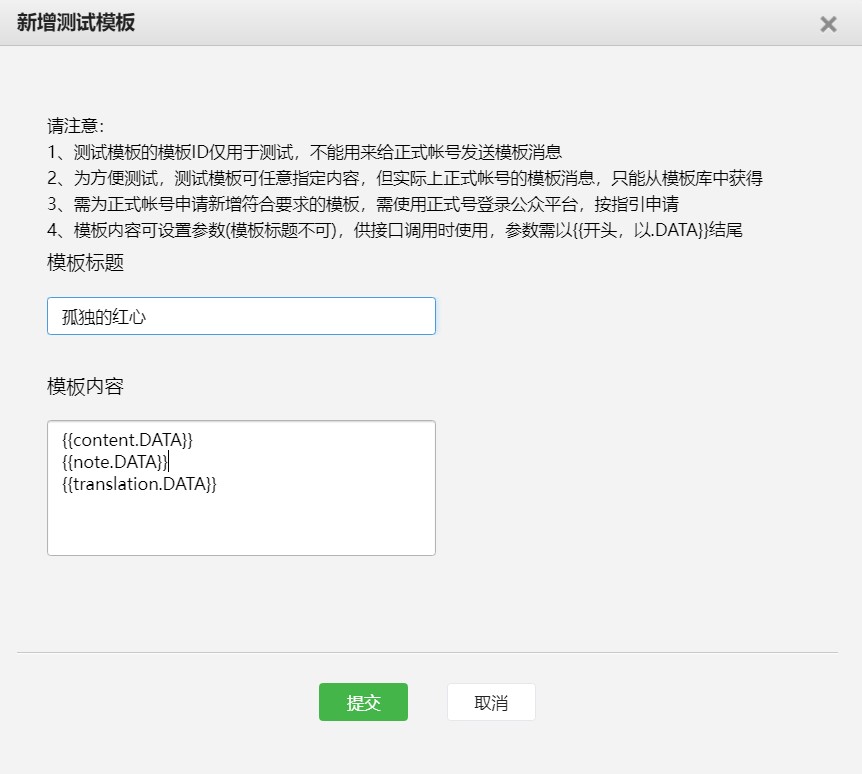 新增测试模板
请注意：
1、测试模板的模板ID仅用于测试，不能用来给正式帐号发送模板消息
2、为方便测试，测试模板可任意指定内容，但实际上正式帐号的模板消息，只能从模板库中获得
3、需为正式帐号申请新增符合要求的模板，需使用正式号登录公众平台，按指引申请
4、模板内容可设置参数(模板标题不可)，供接口调用时使用，参数需以{{开头，以.DATA}}结尾
模板标题
孤独的红心
模板内容
{{content.DATA}}
{{note.DATA}}
{{translation.DATA}}
提交
取消